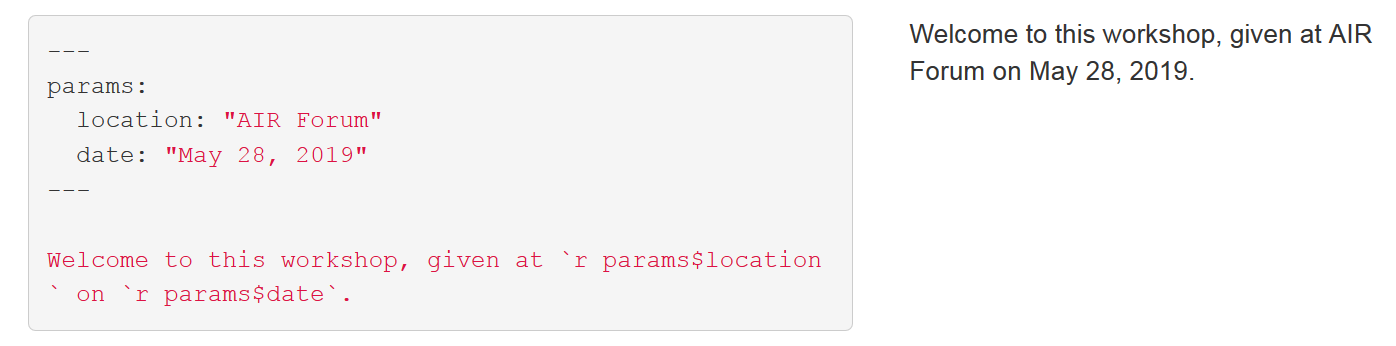 ---
params:
  location: "AIR Forum"
  date: "May 28, 2019"
---
Welcome to this workshop, given at `r params$location
` on `r params$date`.
Welcome to this workshop, given at AIR
Forum on May 28, 2019.